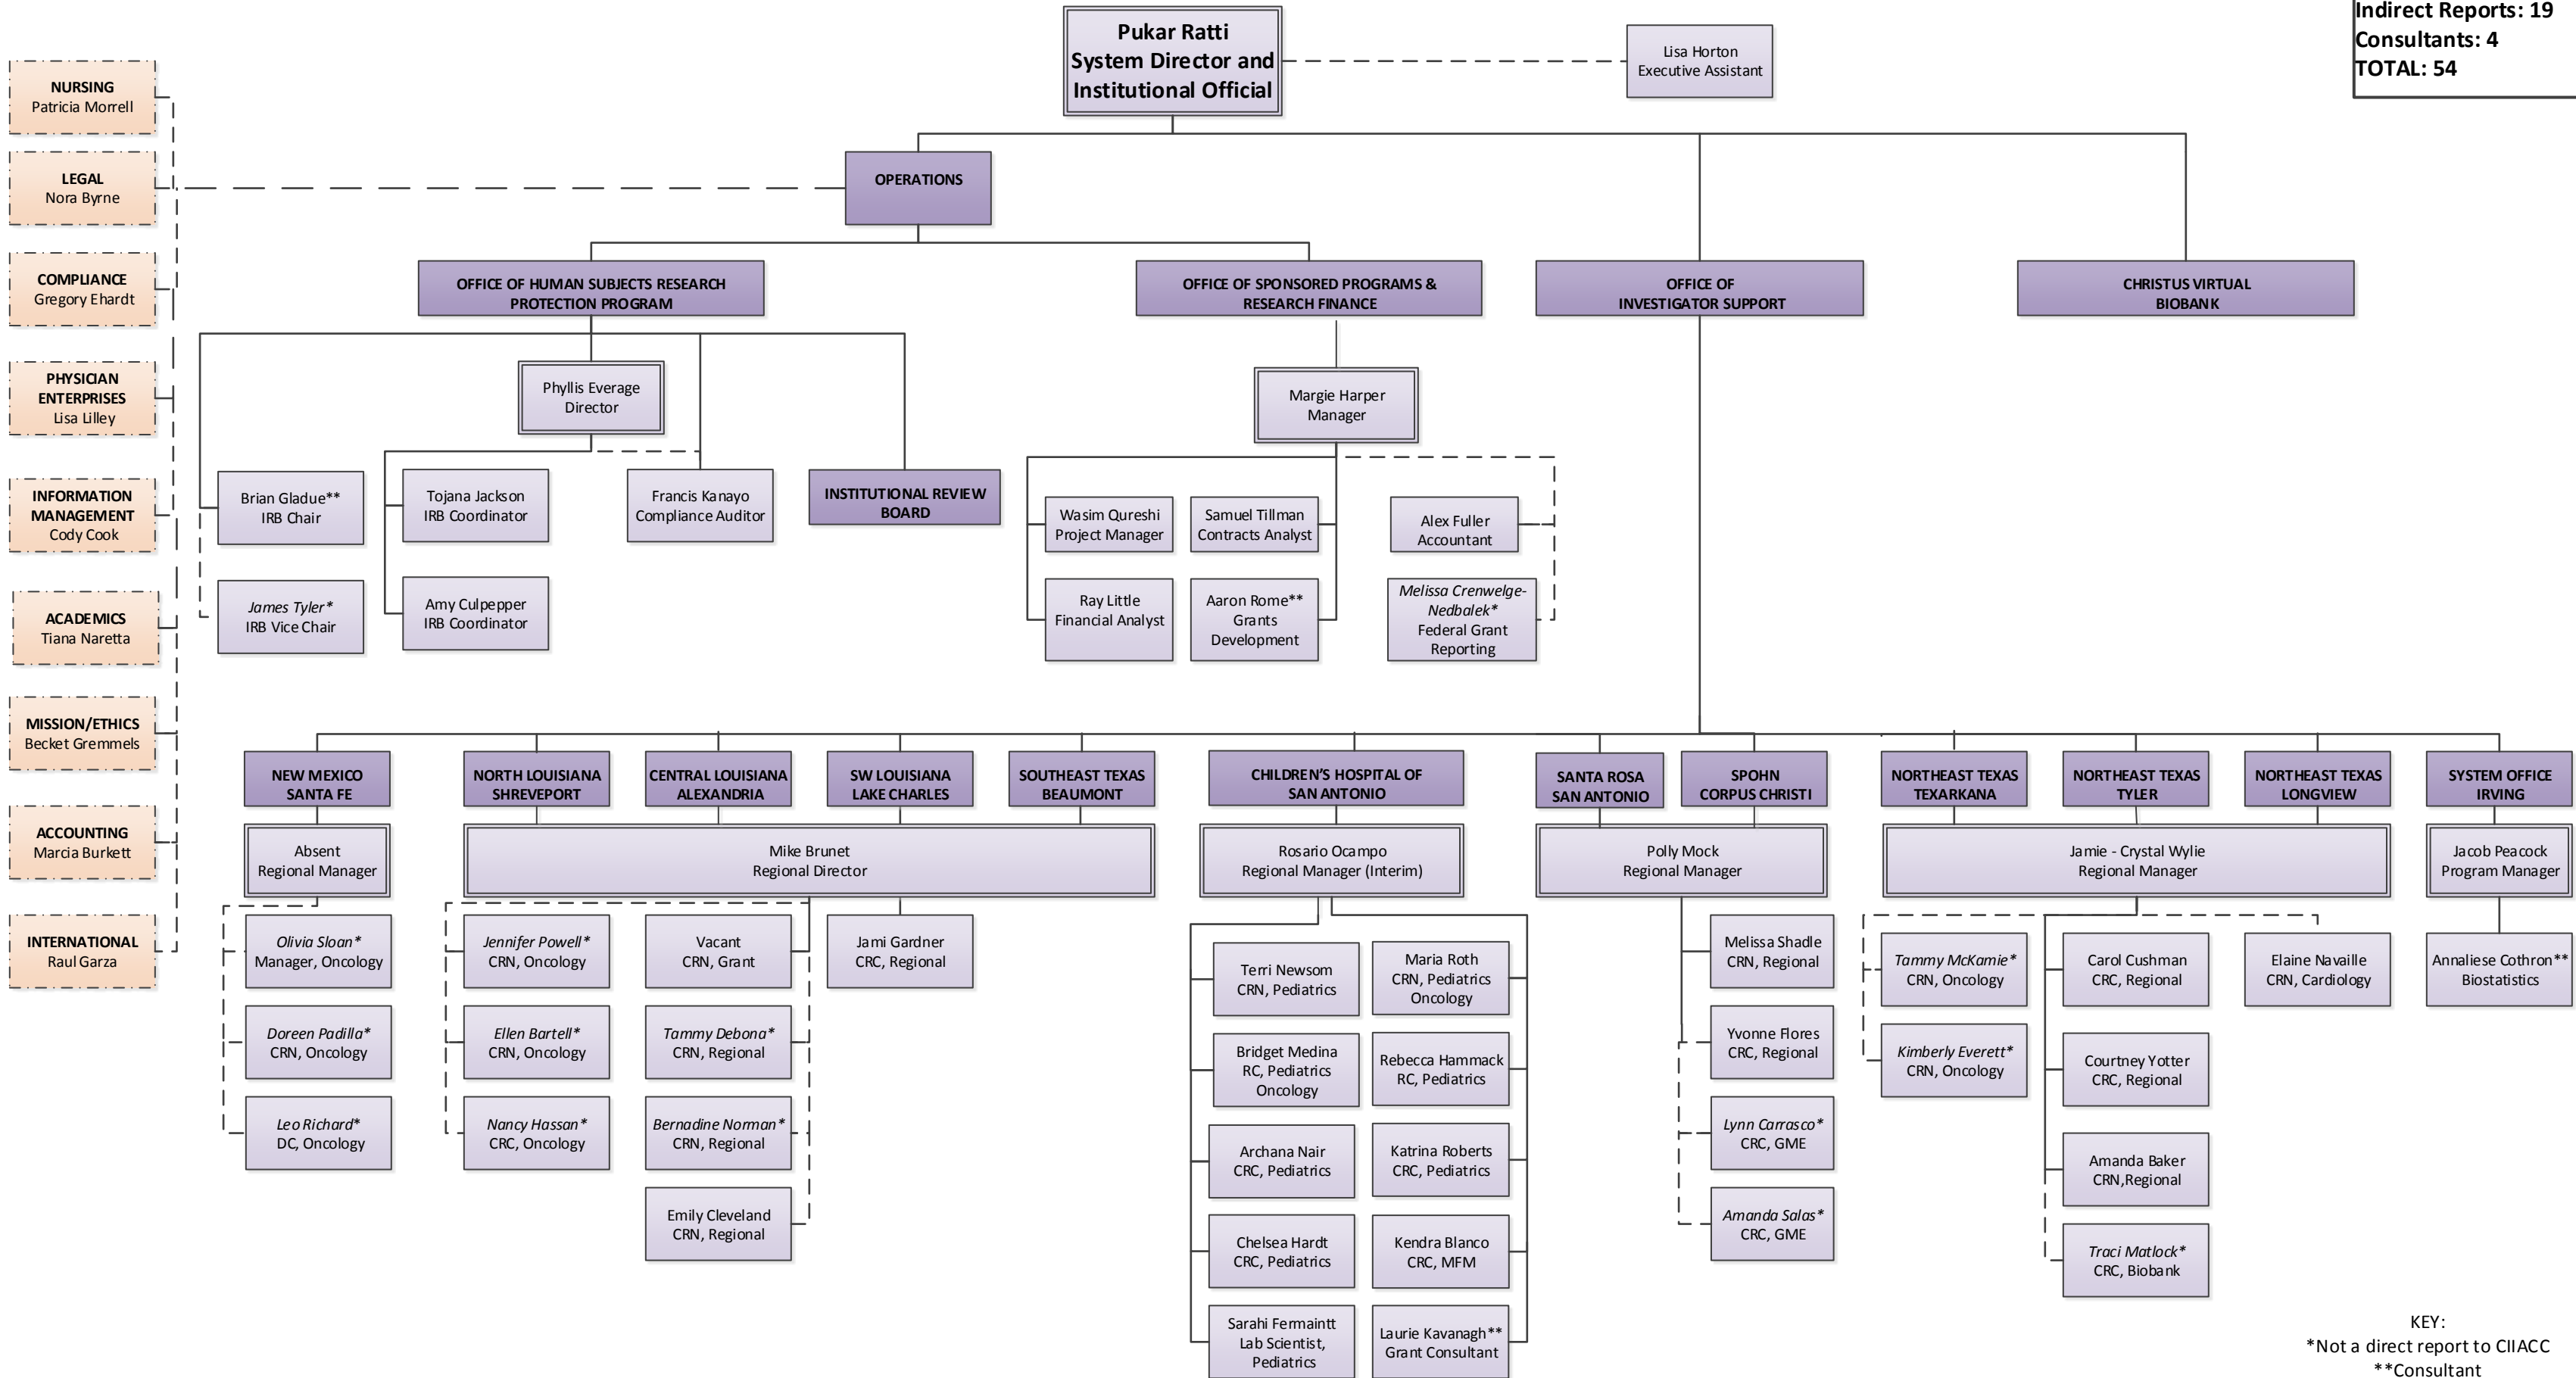 Pukar Ratti
System Director and
Institutional Official
Lisa Horton
Executive Assistant
Indirect Reports: 19
Consultants: 4
TOTAL: 54
NURSING
Patricia Morrell
LEGAL
Nora Byrne
COMPLIANCE
Gregory Ehardt
PHYSICIAN
ENTERPRISES
Lisa Lilley
INFORMATION
MANAGEMENT
Cody Cook
ACADEMICS
Tiana Naretta
MISSION/ETHICS
Becket Gremmels
ACCOUNTING
Marcia Burkett
INTERNATIONAL
Raul Garza
OPERATIONS
OFFICE OF HUMAN SUBJECTS RESEARCH
PROTECTION PROGRAM
OFFICE OF SPONSORED PROGRAMS &
RESEARCH FINANCE
OFFICE OF
INVESTIGATOR SUPPORT
CHRISTUS VIRTUAL
BIOBANK
Phyllis Everage
Director
Margie Harper
Manager
Brian Gladue**
IRB Chair
James Tyler*
IRB Vice Chair
Tojana Jackson
IRB Coordinator
Amy Culpepper
IRB Coordinator
Francis Kanayo
Compliance Auditor
INSTITUTIONAL REVIEW
BOARD
Wasim Qureshi
Project Manager
Ray Little
Financial Analyst
Samuel Tillman
Contracts Analyst
Aaron Rome**
Grants
Development
Alex Fuller
Accountant
Melissa Crenwelge-
Nedbalek*
Federal Grant
Reporting
NEW MEXICO
SANTA FE
NORTH LOUISIANA
SHREVEPORT
CENTRAL LOUISIANA
ALEXANDRIA
SW LOUISIANA
LAKE CHARLES
SOUTHEAST TEXAS
BEAUMONT
CHILDREN'S HOSPITAL OF
SAN ANTONIO
SANTA ROSA
SAN ANTONIO
SPOHN
CORPUS CHRISTI
NORTHEAST TEXAS
TEXARKANA
NORTHEAST TEXAS
TYLER
NORTHEAST TEXAS
LONGVIEW
SYSTEM OFFICE
IRVING
Absent
Regional Manager
Mike Brunet
Regional Director
Rosario Ocampo
Regional Manager (Interim)
Polly Mock
Regional Manager
Jamie - Crystal Wylie
Regional Manager
Jacob Peacock
Program Manager
Olivia Sloan*
Manager, Oncology
Doreen Padilla*
CRN, Oncology
Leo Richard*
DC, Oncology
Jennifer Powell*
CRN, Oncology
Ellen Bartell*
CRN, Oncology
Nancy Hassan*
CRC, Oncology
Vacant
CRN, Grant
Tammy Debona*
CRN, Regional
Bernadine Norman*
CRN, Regional
Emily Cleveland
CRN, Regional
Jami Gardner
CRC, Regional
Terri Newsom
CRN, Pediatrics
Bridget Medina
RC, Pediatrics
Oncology
Archana Nair
CRC, Pediatrics
Chelsea Hardt
CRC, Pediatrics
Sarahi Fermaintt
Lab Scientist,
Pediatrics
Maria Roth
CRN, Pediatrics
Oncology
Rebecca Hammack
RC, Pediatrics
Katrina Roberts
CRC, Pediatrics
Kendra Blanco
CRC, MFM
Laurie Kavanagh**
Grant Consultant
Melissa Shadle
CRN, Regional
Yvonne Flores
CRC, Regional
Lynn Carrasco*
CRC, GME
Amanda Salas*
CRC, GME
Tammy McKamie*
CRN, Oncology
Kimberly Everett*
CRN, Oncology
Carol Cushman
CRC, Regional
Courtney Yotter
CRC, Regional
Amanda Baker
CRN,Regional
Traci Matlock*
CRC, Biobank
Elaine Navaille
CRN, Cardiology
Annaliese Cothron**
Biostatistics
KEY:
*Not a direct report to CIIACC
**Consultant